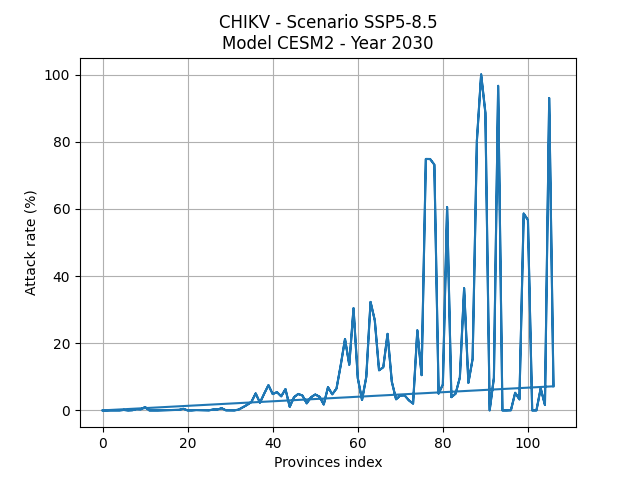 CHIKV - Scenario SSP5-8.5
Model CESM2 - Year 2030
Attack rate (%)
100
80
60
40
20
0
0 20 40 60 80 100
Provinces index